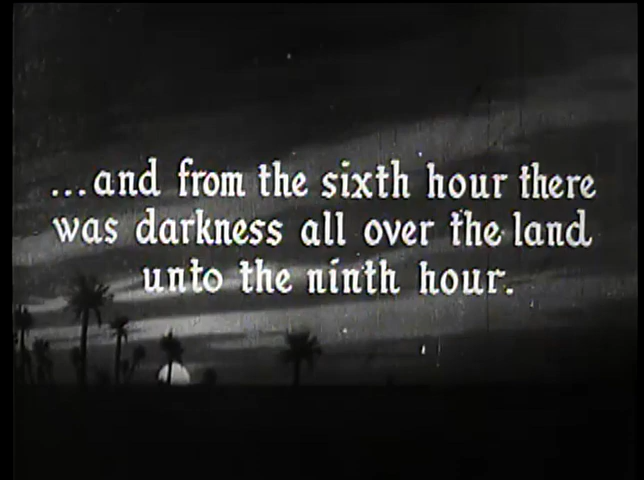 ...and from the sixth hour there
was darkness all over the land
unto the ninth hour.